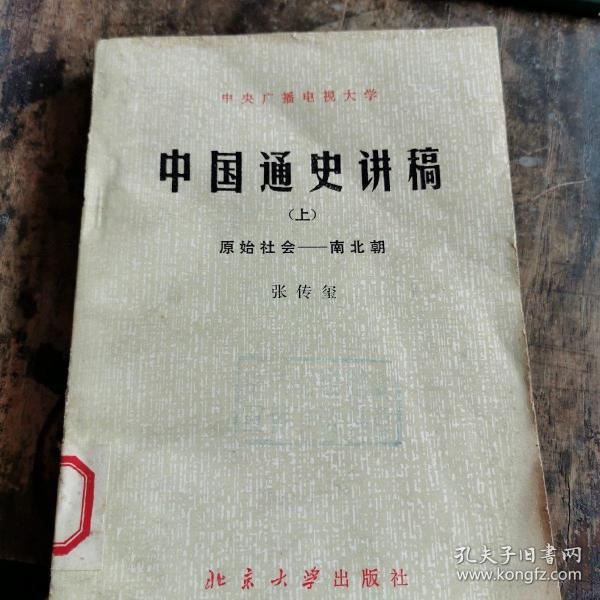 中央广播电视大学
中国通史讲稿
(上)
原始社会——南北朝
张传玺
北京大学出版社
孔夫子旧书网
www.kongfz.com